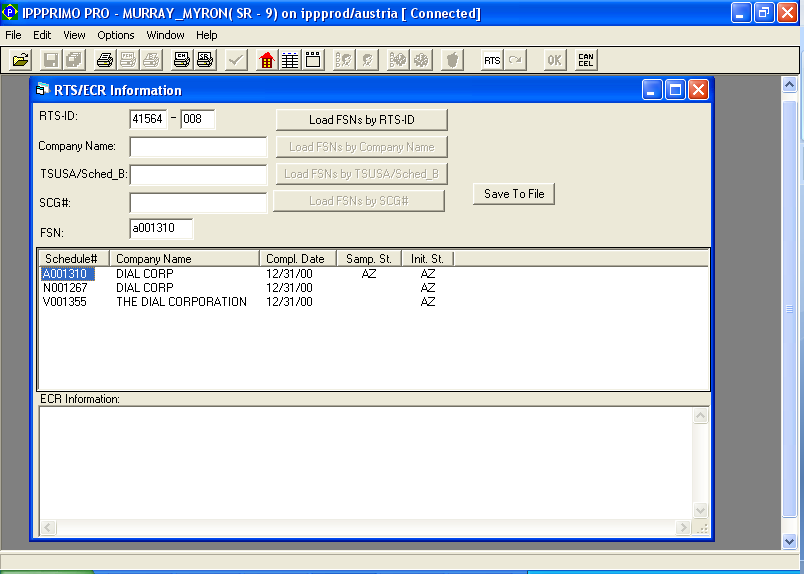 IPPPRIMO PRO - MURRAY_MYRON( SR - 9) on ippprod/austria [ Connected]
File Edit View Options Window Help
RTS OK CAN CEL
RTS/ECR Information
RTS-ID: 41564 - 008 Load FSNs by RTS-ID
Company Name: Load FSNs by Company Name
TSUSA/Sched_B: Load FSNs by TSUSA/Sched_B
Save To File
SCG#: Load FSNs by SCG#
FSN: a001310
Schedule# Company Name Compl. Date Samp. St. Init. St.
A001310 DIAL CORP 12/31/00 AZ AZ
N001267 DIAL CORP 12/31/00 AZ
V001355 THE DIAL CORPORATION 12/31/00 AZ
ECR Information: